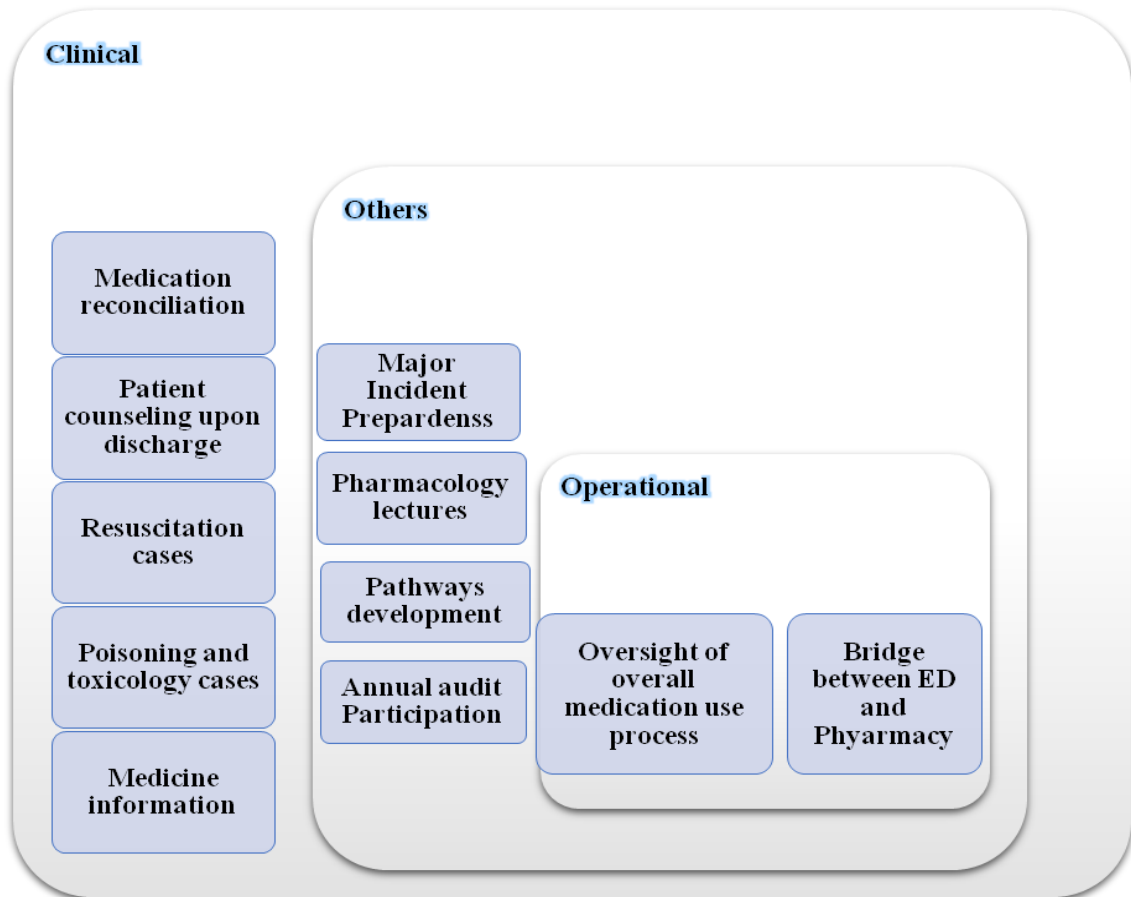 Clinical
Medication
reconciliation
Patient
counseling upon
discharge
Resuscitation
cases
Poisoning and
toxicology cases
Medicine
information
Others
Major
Incident
Prepardenss
Pharmacology
lectures
Pathways
development
Annual audit
Participation
Operational
Oversight of
overall
medication use
process
Bridge
between ED
and
Phyarmacy